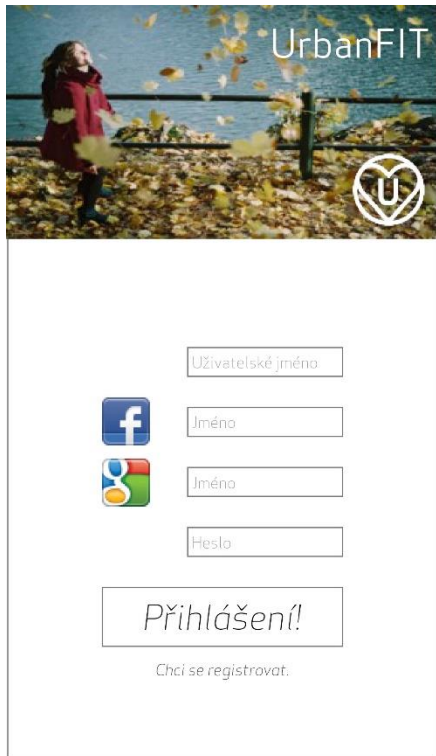 UrbanFIT
U
Uživatelské jméno
f
Jméno
g
Jméno
Heslo
Přihlášení!
Chci se registrovat.